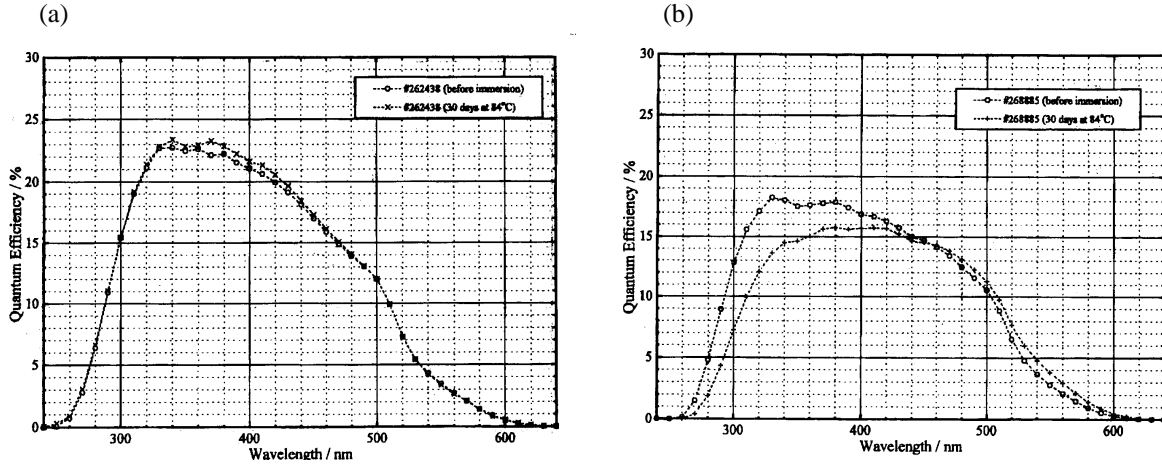 (a)
(b)
30
25
20
15
10
5
0
300
400
500
600
Quantum Efficiency / %
Wavelength / nm
#262438 (before immersion)
#262438 (30 days at 84°C)
30
25
20
15
10
5
0
300
400
500
600
Quantum Efficiency / %
Wavelength / nm
#268885 (before immersion)
#268885 (30 days at 84°C)